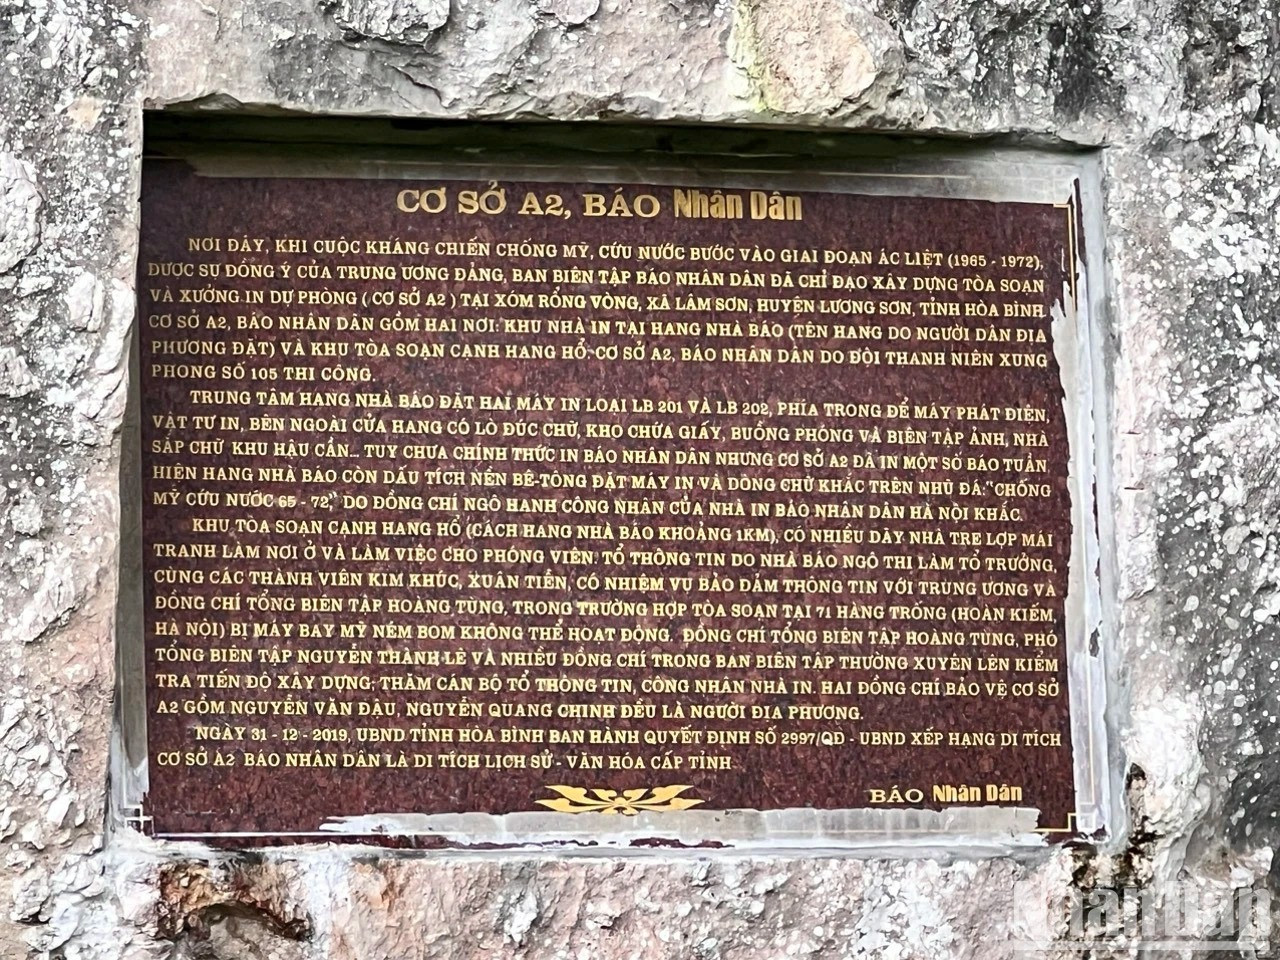 CƠ SỞ A2, BÁO Nhân Dân
NƠI ĐÂY, KHI CUỘC KHÁNG CHIẾN CHỐNG MỸ, CỨU NƯỚC BƯỚC VÀO GIAI ĐOẠN ÁC LIỆT (1965 - 1972),
ĐƯỢC SỰ ĐỒNG Ý CỦA TRUNG ƯƠNG ĐẢNG, BAN BIÊN TẬP BÁO NHÂN DÂN ĐÃ CHỈ ĐẠO XÂY DỰNG TÒA SOẠN
VÀ XƯỞNG IN DỰ PHÒNG ( CƠ SỞ A2 ) TẠI XÓM RỔNG VÒNG, XÃ LÂM SƠN, HUYỆN LƯƠNG SƠN, TỈNH HÒA BÌNH.
CƠ SỞ A2, BÁO NHÂN DÂN GỒM HAI NƠI: KHU NHÀ IN TẠI HANG NHÀ BÁO (TÊN HANG DO NGƯỜI DÂN ĐỊA
PHƯƠNG ĐẶT) VÀ KHU TÒA SOẠN CẠNH HANG HỔ. CƠ SỞ A2, BÁO NHÂN DÂN DO ĐỘI THANH NIÊN XUNG
PHONG SỐ 105 THI CÔNG.
TRUNG TÂM HANG NHÀ BÁO ĐẶT HAI MÁY IN LOẠI LB 201 VÀ LB 202, PHÍA TRONG ĐỂ MÁY PHÁT ĐIỆN,
VẬT TƯ IN, BÊN NGOÀI CỬA HANG CÓ LÒ ĐÚC CHỮ, KHO CHỨA GIẤY, BUỒNG PHÓNG VÀ BIÊN TẬP ẢNH, NHÀ
SẮP CHỮ KHU HẬU CẦN... TUY CHƯA CHÍNH THỨC IN BÁO NHÂN DÂN NHƯNG CƠ SỞ A2 ĐÃ IN MỘT SỐ BÁO TUẦN.
HIỆN HANG NHÀ BÁO CÒN DẤU TÍCH NỀN BÊ-TÔNG ĐẶT MÁY IN VÀ DÒNG CHỮ KHẮC TRÊN NHŨ ĐÁ: "CHỐNG
MỸ CỨU NƯỚC 65 - 72," DO ĐỒNG CHÍ NGÔ HANH CÔNG NHÂN CỦA NHÀ IN BÁO NHÂN DÂN HÀ NỘI KHẮC.
KHU TÒA SOẠN CẠNH HANG HỔ (CÁCH HANG NHÀ BÁO KHOẢNG 1KM), CÓ NHIỀU DÃY NHÀ TRE LỢP MÁI
TRANH LÀM NƠI Ở VÀ LÀM VIỆC CHO PHÓNG VIÊN. TỔ THÔNG TIN DO NHÀ BÁO NGÔ THI LÀM TỔ TRƯỞNG,
CÙNG CÁC THÀNH VIÊN KIM KHÚC, XUÂN TIẾN, CÓ NHIỆM VỤ BẢO ĐẢM THÔNG TIN VỚI TRUNG ƯƠNG VÀ
ĐỒNG CHÍ TỔNG BIÊN TẬP HOÀNG TÙNG, TRONG TRƯỜNG HỢP TÒA SOẠN TẠI 71 HÀNG TRỐNG (HOÀN KIẾM,
HÀ NỘI) BỊ MÁY BAY MỸ NÉM BOM KHÔNG THỂ HOẠT ĐỘNG. ĐỒNG CHÍ TỔNG BIÊN TẬP HOÀNG TÙNG, PHÓ
TỔNG BIÊN TẬP NGUYỄN THÀNH LÊ VÀ NHIỀU ĐỒNG CHÍ TRONG BAN BIÊN TẬP THƯỜNG XUYÊN LÊN KIỂM
TRA TIẾN ĐỘ XÂY DỰNG; THĂM CÁN BỘ TỔ THÔNG TIN, CÔNG NHÂN NHÀ IN. HAI ĐỒNG CHÍ BẢO VỆ CƠ SỞ
A2 GỒM NGUYỄN VĂN ĐẬU, NGUYỄN QUANG CHINH ĐỀU LÀ NGƯỜI ĐỊA PHƯƠNG.
NGÀY 31 - 12 - 2019, UBND TỈNH HÒA BÌNH BAN HÀNH QUYẾT ĐỊNH SỐ 2997/QĐ - UBND XẾP HẠNG DI TÍCH
CƠ SỞ A2 BÁO NHÂN DÂN LÀ DI TÍCH LỊCH SỬ - VĂN HÓA CẤP TỈNH.
BÁO Nhân Dân
Nhân Dân